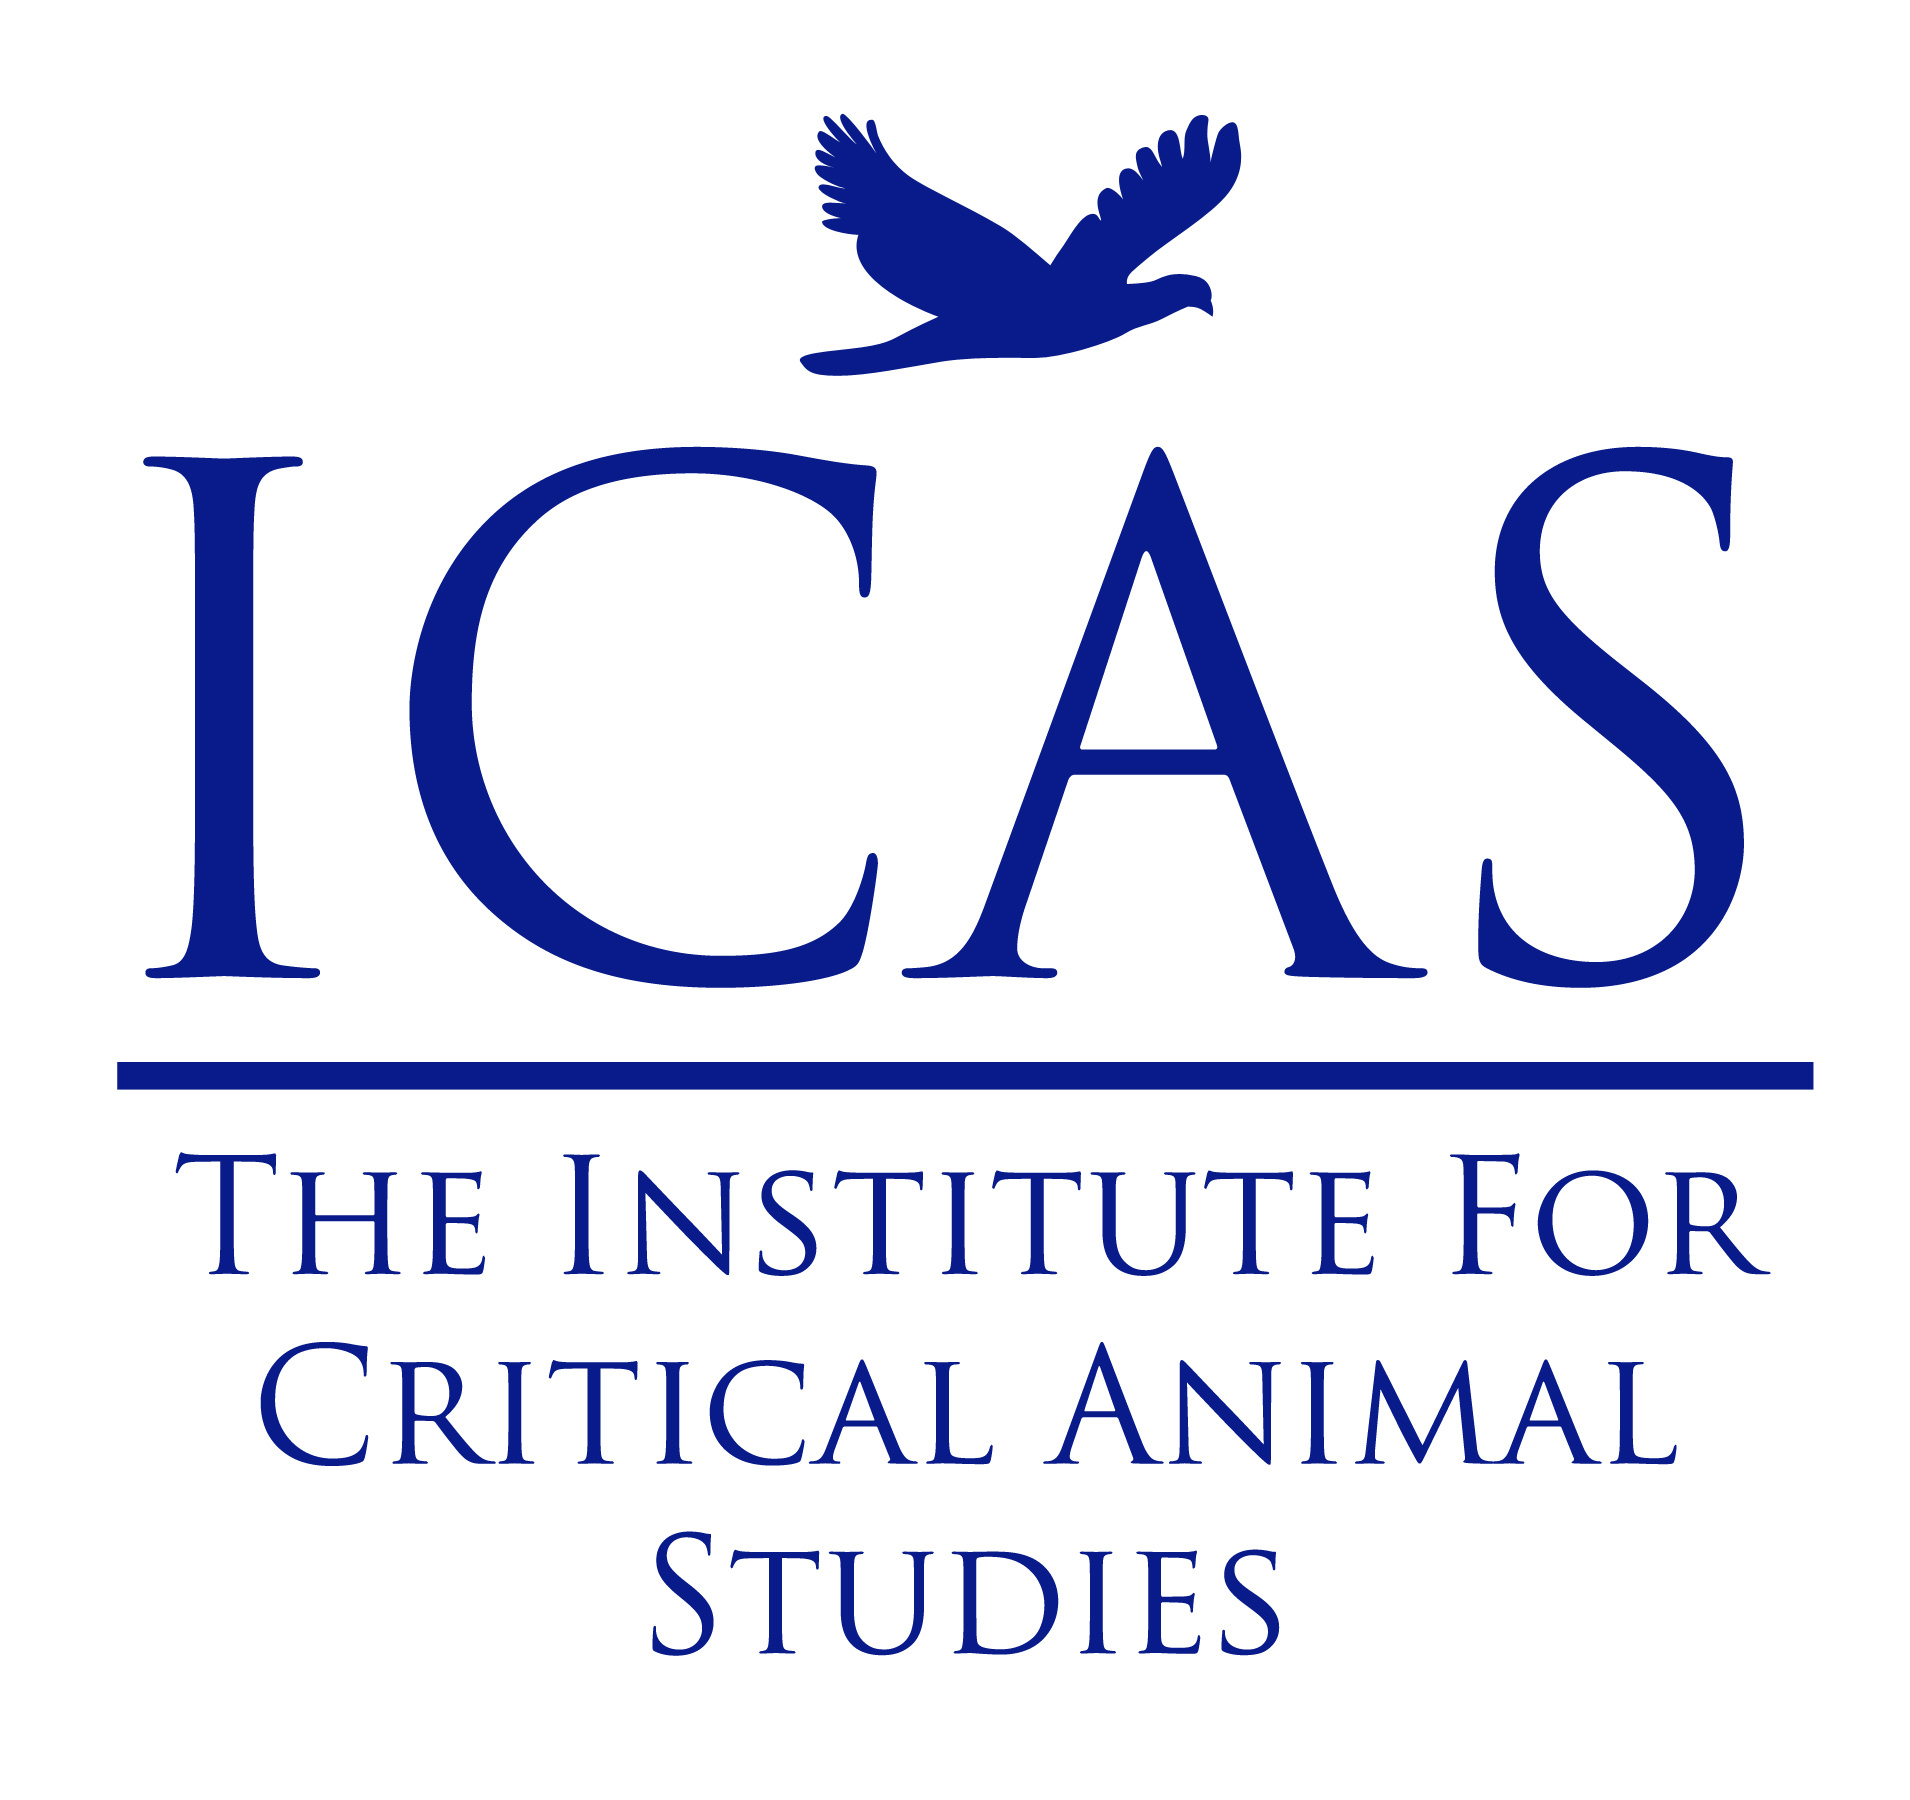 ICAS
The Institute For
Critical Animal
Studies